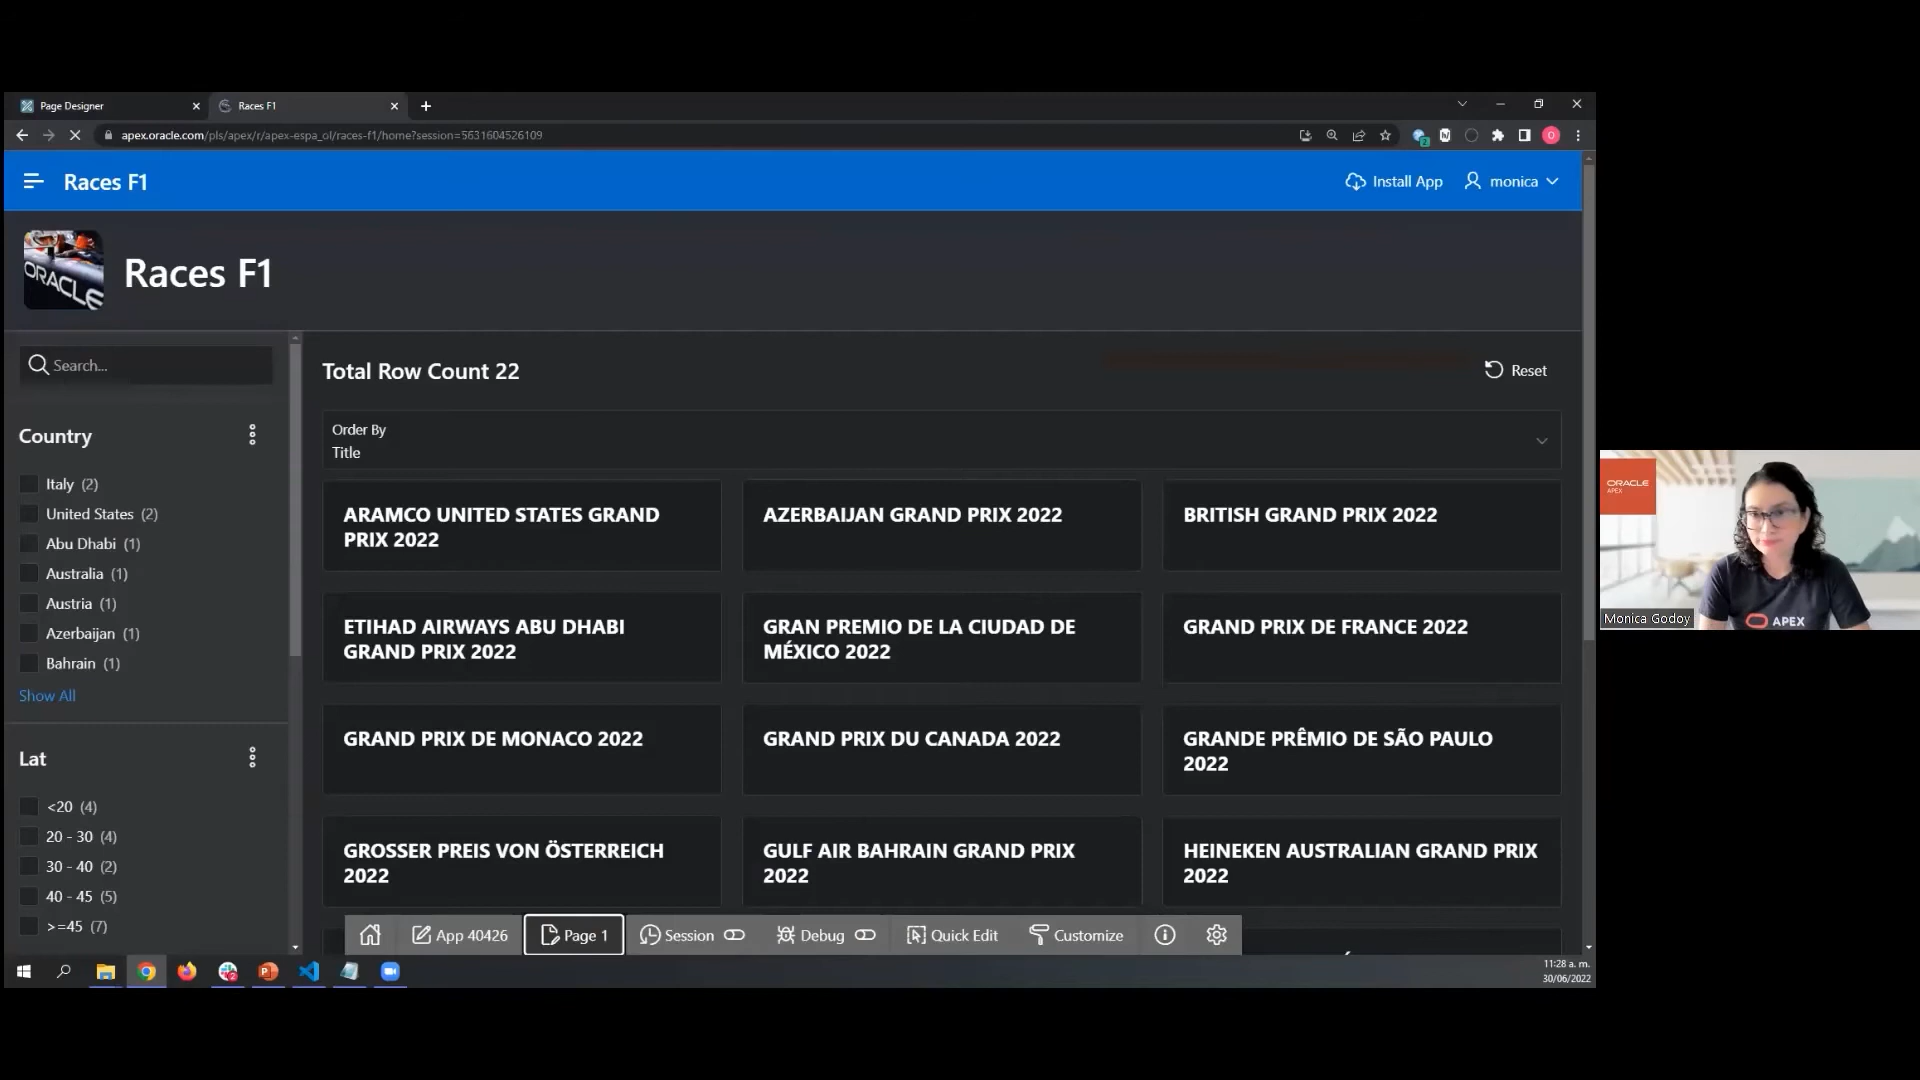 Page Designer
Races F1
apex.oracle.com/pls/apex/r/apex-espa_ol/races-f1/home?session=5631604526109
Races F1
Install App
monica
ORACLE
Races F1
Search...
Total Row Count 22
Reset
Order By
Title
Country
Italy (2)
United States (2)
Abu Dhabi (1)
Australia (1)
Austria (1)
Azerbaijan (1)
Bahrain (1)
Show All
Lat
<20 (4)
20 - 30 (4)
30 - 40 (2)
40 - 45 (5)
>=45 (7)
ARAMCO UNITED STATES GRAND
PRIX 2022
AZERBAIJAN GRAND PRIX 2022
BRITISH GRAND PRIX 2022
ETIHAD AIRWAYS ABU DHABI
GRAND PRIX 2022
GRAN PREMIO DE LA CIUDAD DE
MÉXICO 2022
GRAND PRIX DE FRANCE 2022
GRAND PRIX DE MONACO 2022
GRAND PRIX DU CANADA 2022
GRANDE PRÊMIO DE SÃO PAULO
2022
GROSSER PREIS VON ÖSTERREICH
2022
GULF AIR BAHRAIN GRAND PRIX
2022
HEINEKEN AUSTRALIAN GRAND PRIX
2022
App 40426
Page 1
Session
Debug
Quick Edit
Customize
11:28 a. m.
30/06/2022
ORACLE
APEX
Monica Godoy
APEX